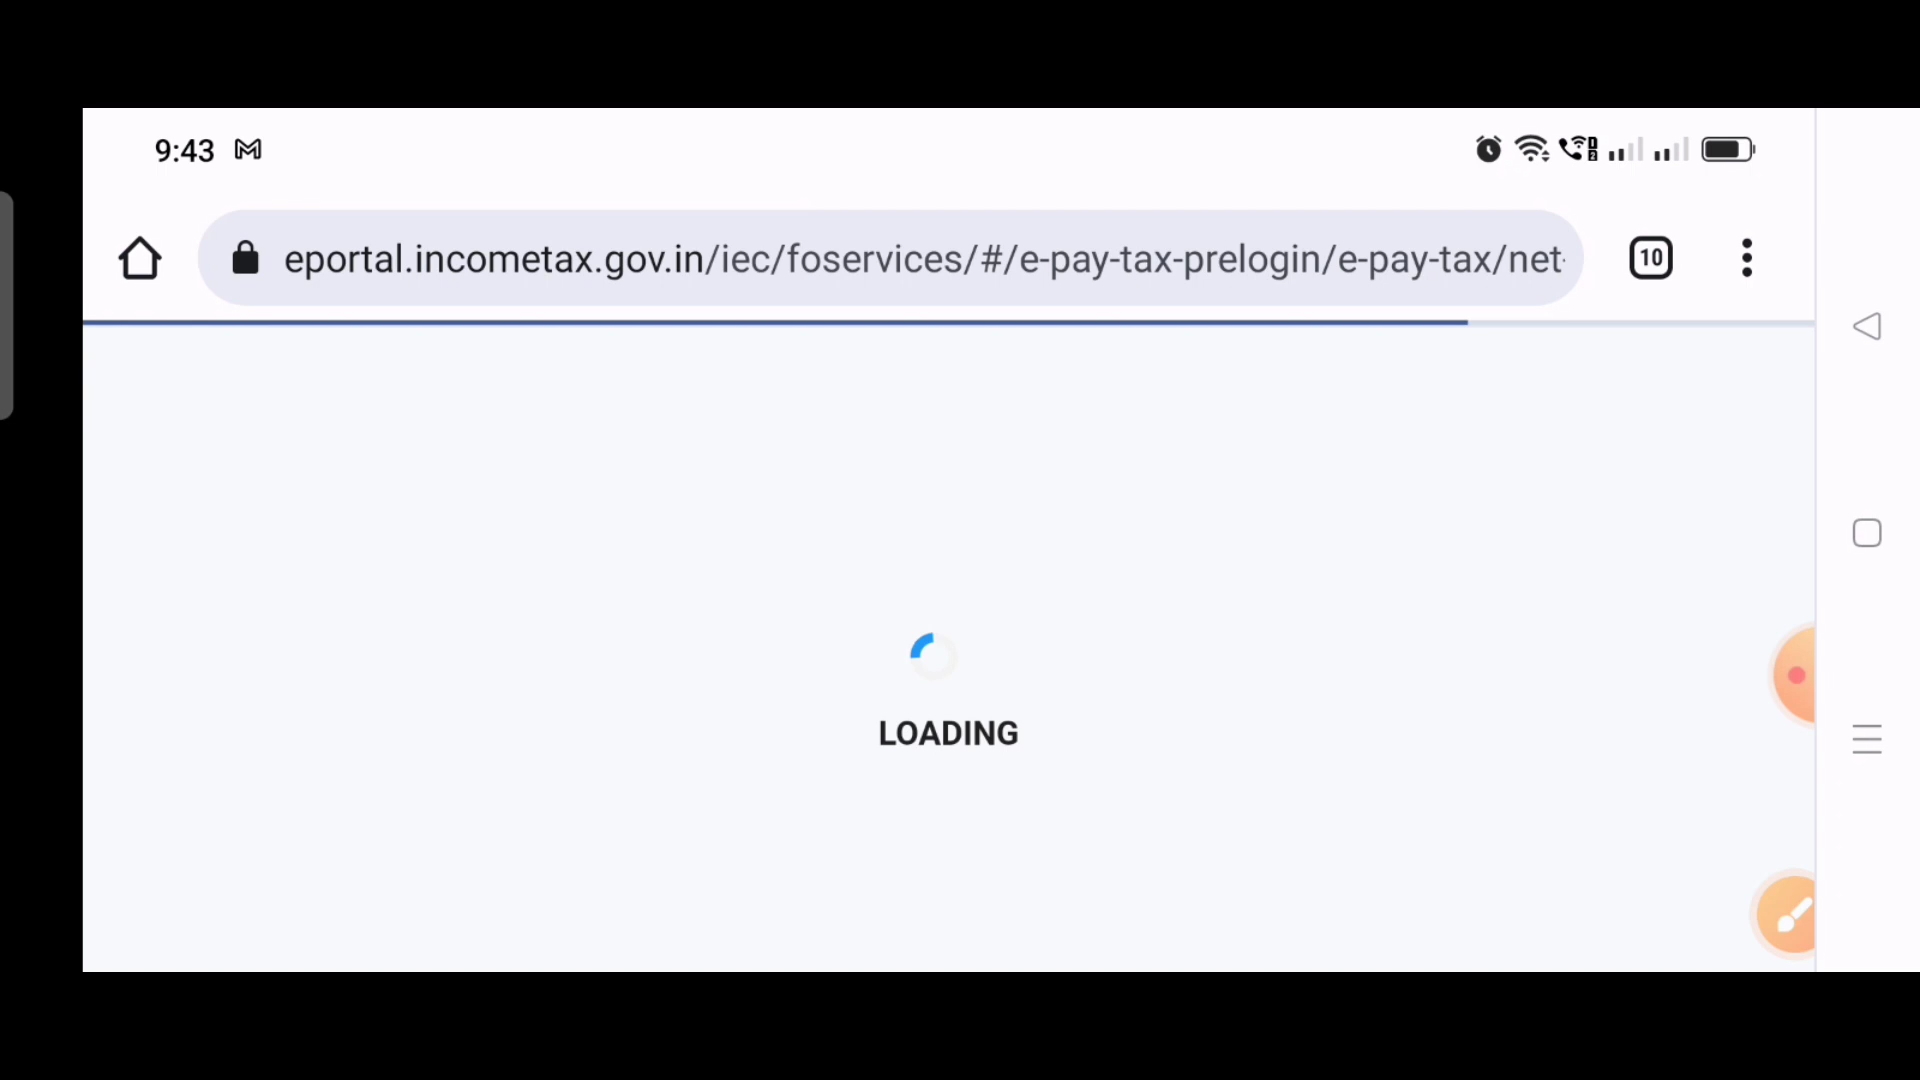 9:43
eportal.incometax.gov.in/iec/foservices/#/e-pay-tax-prelogin/e-pay-tax/net-
10
LOADING